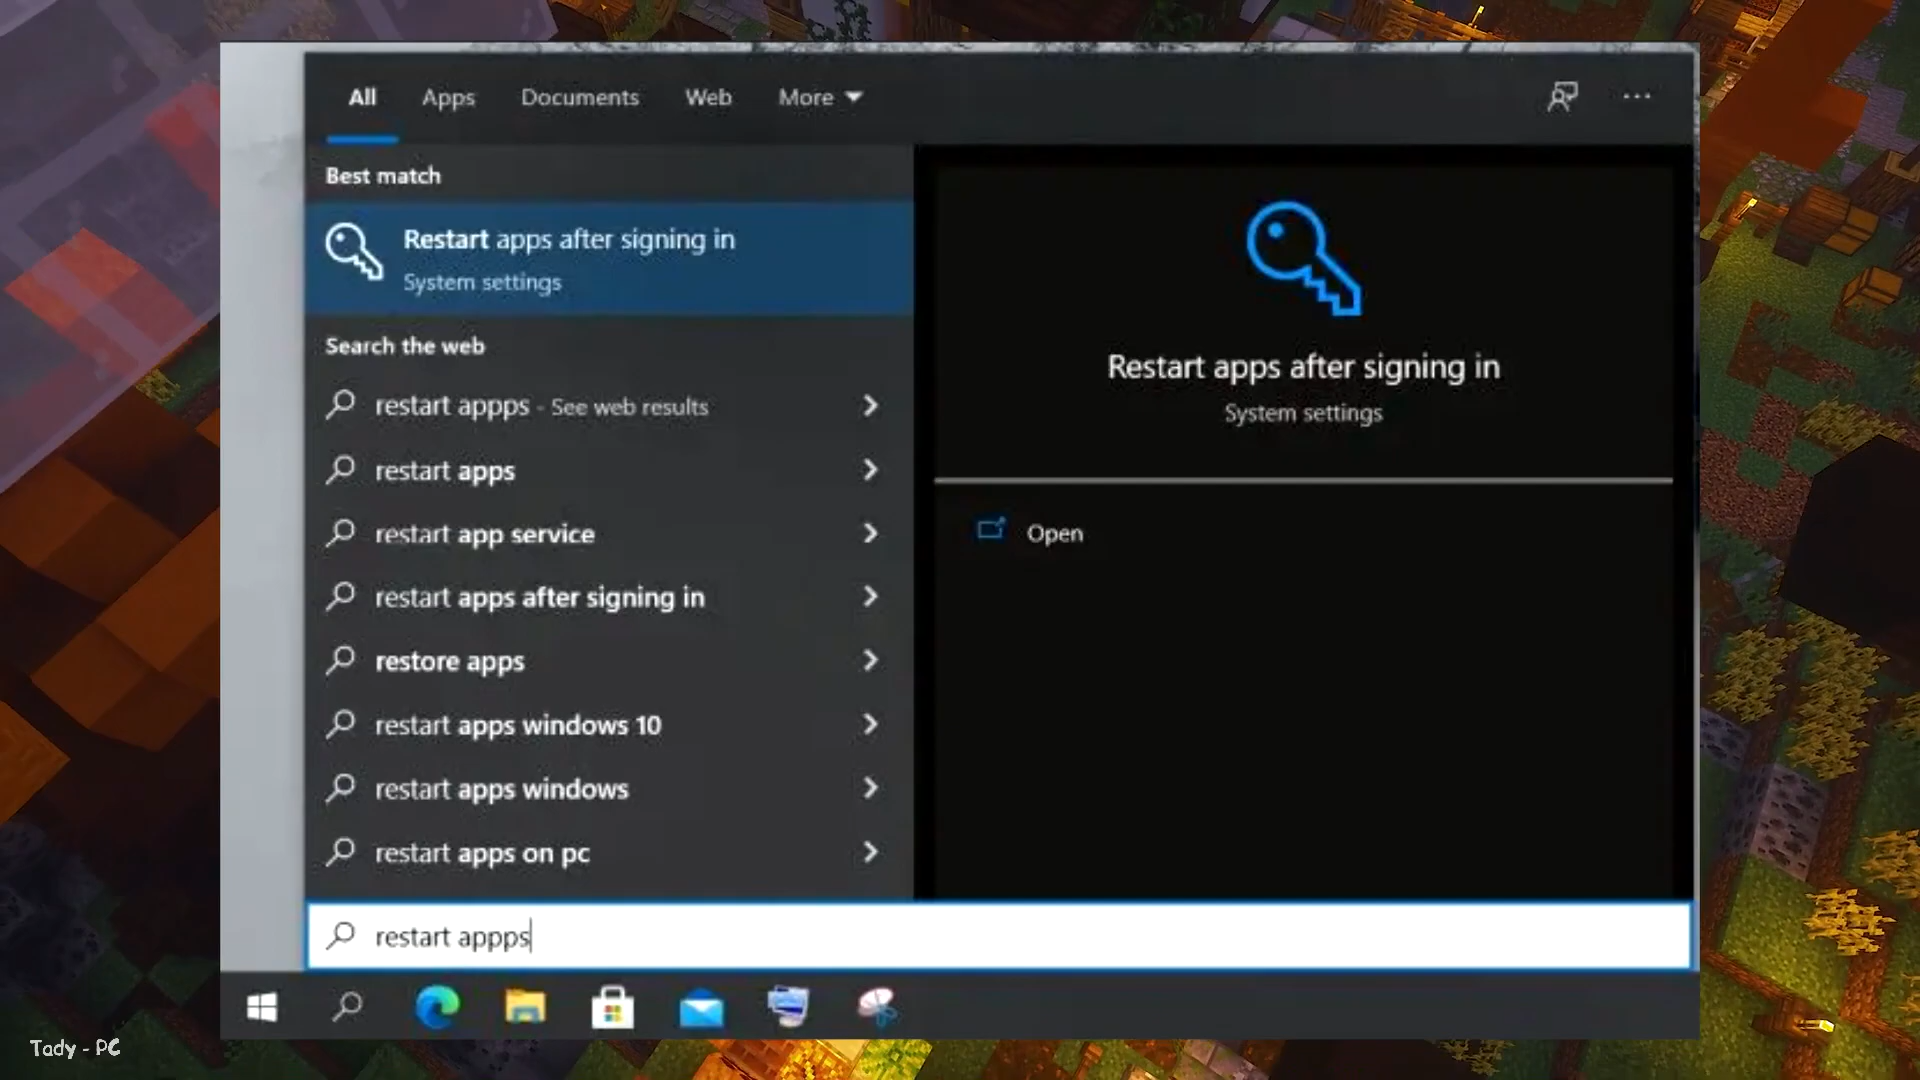 All Apps Documents Web More
Best match
Restart apps after signing in
System settings
Search the web
restart appps - See web results
restart apps
restart app service
restart apps after signing in
restore apps
restart apps windows 10
restart apps windows
restart apps on pc
restart appps
Restart apps after signing in
System settings
Open
Tady - PC